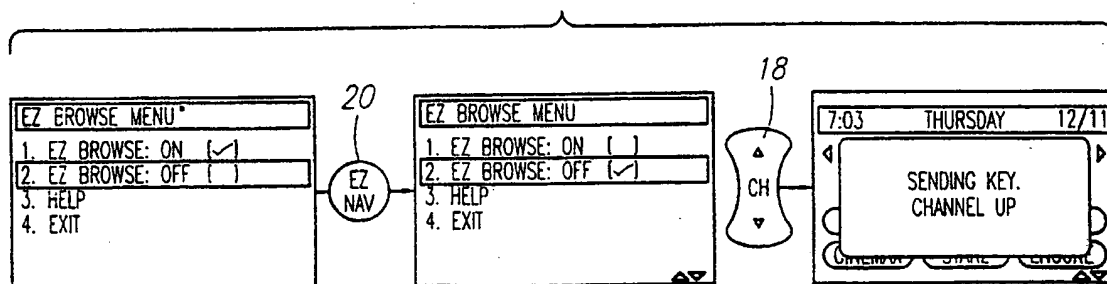 20
18
EZ BROWSE MENU
1. EZ BROWSE: ON [✓]
2. EZ BROWSE: OFF [ ]
3. HELP
4. EXIT
EZ
NAV
EZ BROWSE MENU
1. EZ BROWSE: ON [ ]
2. EZ BROWSE: OFF [✓]
3. HELP
4. EXIT
CH
7:03 THURSDAY 12/11
SENDING KEY.
CHANNEL UP